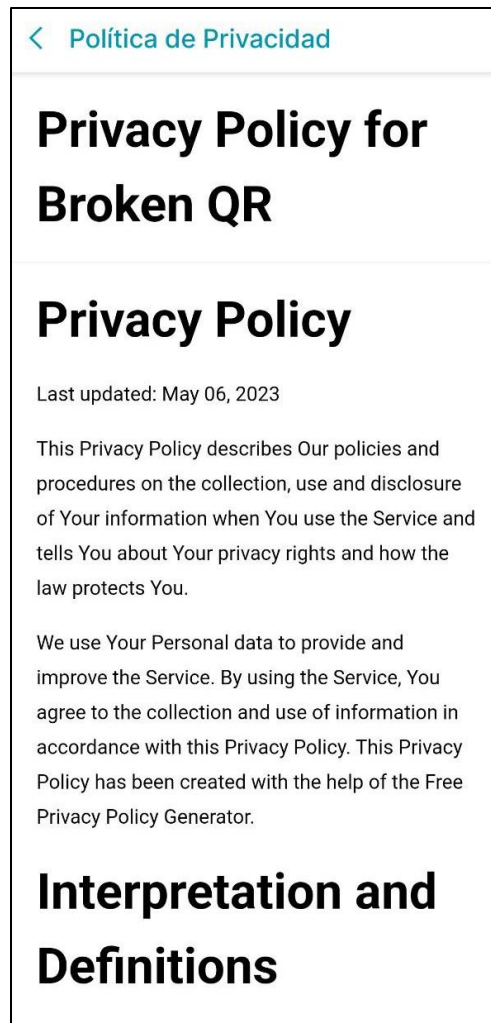 Política de Privacidad
Privacy Policy for
Broken QR
Privacy Policy
Last updated: May 06, 2023
This Privacy Policy describes Our policies and
procedures on the collection, use and disclosure
of Your information when You use the Service and
tells You about Your privacy rights and how the
law protects You.
We use Your Personal data to provide and
improve the Service. By using the Service, You
agree to the collection and use of information in
accordance with this Privacy Policy. This Privacy
Policy has been created with the help of the Free
Privacy Policy Generator.
Interpretation and
Definitions